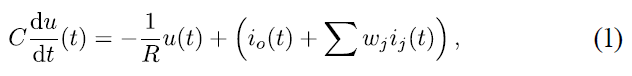 C du/dt (t) = −1/R u(t) + (i_o(t) + ∑ w_j i_j(t)) , (1)